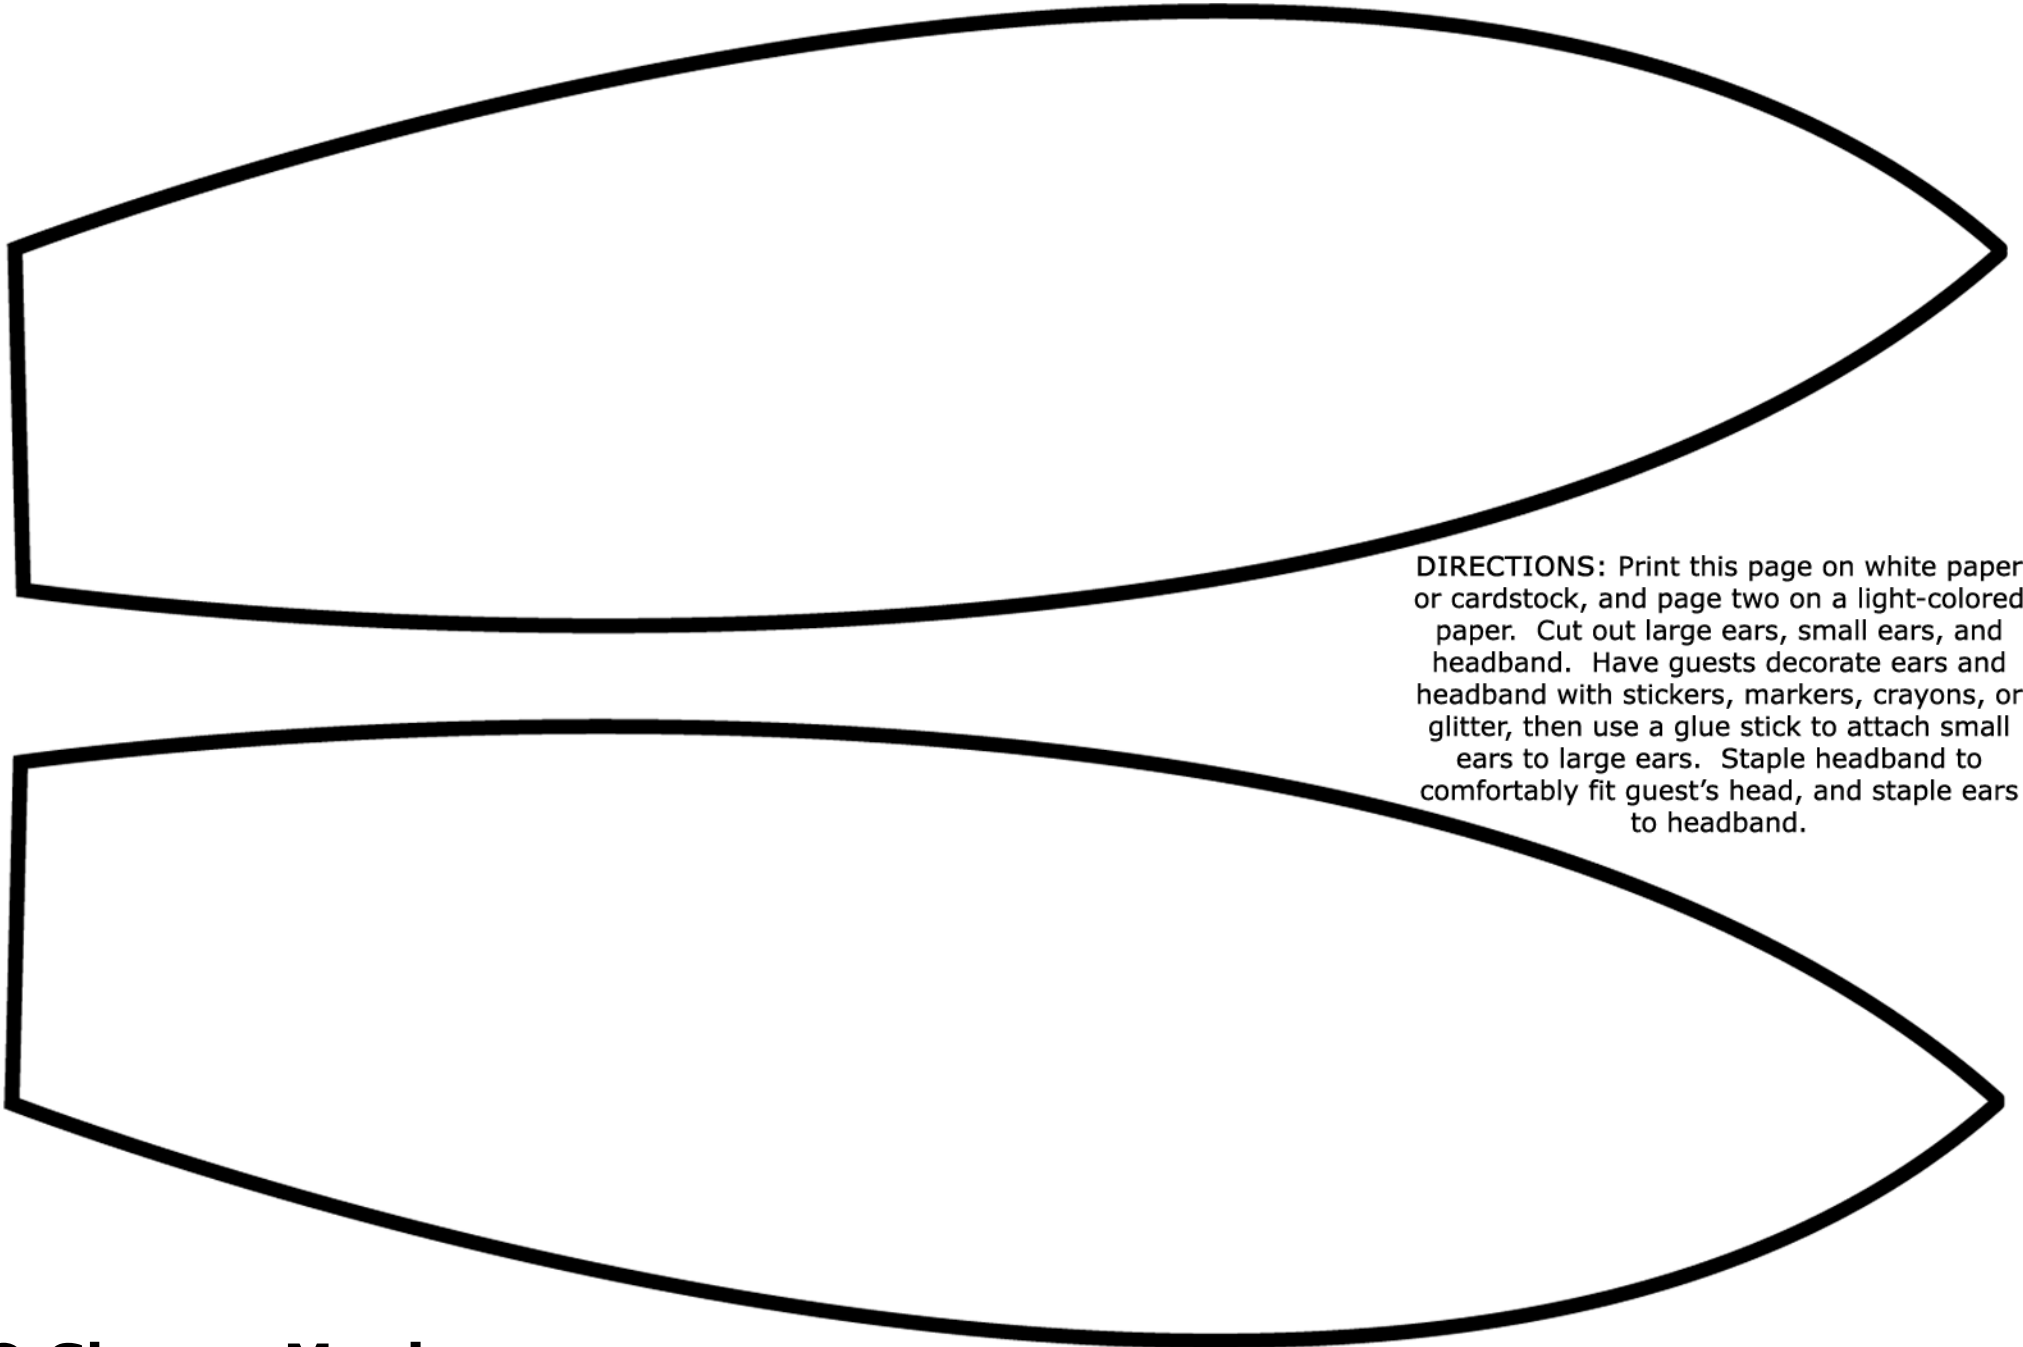 DIRECTIONS: Print this page on white paper
or cardstock, and page two on a light-colored
paper.  Cut out large ears, small ears, and
headband.  Have guests decorate ears and
headband with stickers, markers, crayons, or
glitter, then use a glue stick to attach small
ears to large ears.  Staple headband to
comfortably fit guest’s head, and staple ears
to headband.